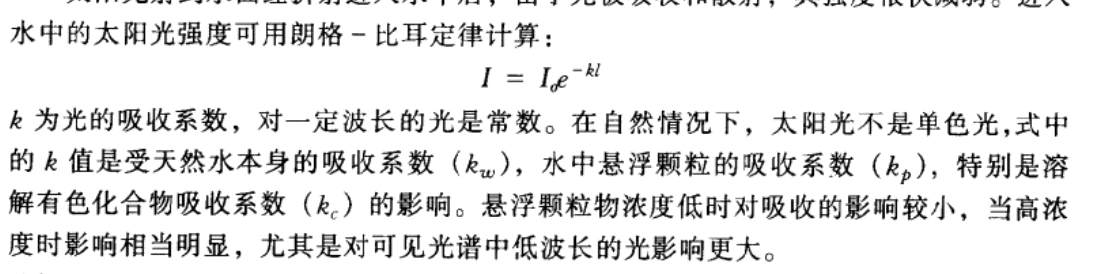 水中的太阳光强度可用朗格－比耳定律计算：
I = I₀e^{-kl}
k 为光的吸收系数，对一定波长的光是常数。在自然情况下，太阳光不是单色光,式中
的 k 值是受天然水本身的吸收系数（k_w），水中悬浮颗粒的吸收系数（k_p），特别是溶
解有色化合物吸收系数（k_c）的影响。悬浮颗粒物浓度低时对吸收的影响较小，当高浓
度时影响相当明显，尤其是对可见光谱中低波长的光影响更大。